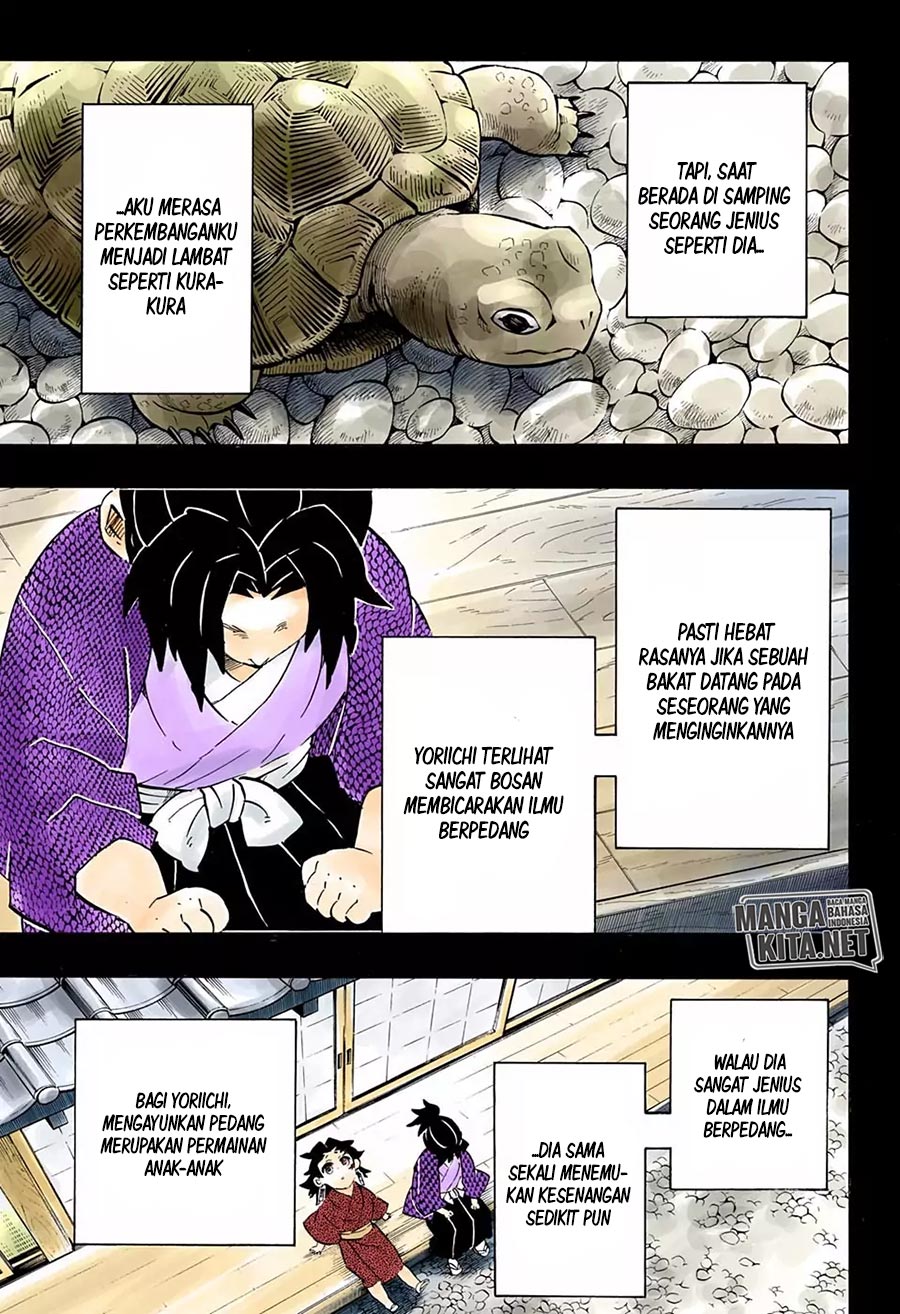 TAPI, SAAT
BERADA DI SAMPING
SEORANG JENIUS
SEPERTI DIA...
...AKU MERASA
PERKEMBANGANKU
MENJADI LAMBAT
SEPERTI KURA-
KURA
PASTI HEBAT
RASANYA JIKA SEBUAH
BAKAT DATANG PADA
SESEORANG YANG
MENGINGINKANNYA
YORIICHI TERLIHAT
SANGAT BOSAN
MEMBICARAKAN ILMU
BERPEDANG
MANGA
KITA.NET
BACA MANGA
BAHASA
INDONESIA
WALAU DIA
SANGAT JENIUS
DALAM ILMU
BERPEDANG...
...DIA SAMA
SEKALI MENEMU-
KAN KESENANGAN
SEDIKIT PUN
BAGI YORIICHI,
MENGAYUNKAN PEDANG
MERUPAKAN PERMAINAN
ANAK-ANAK